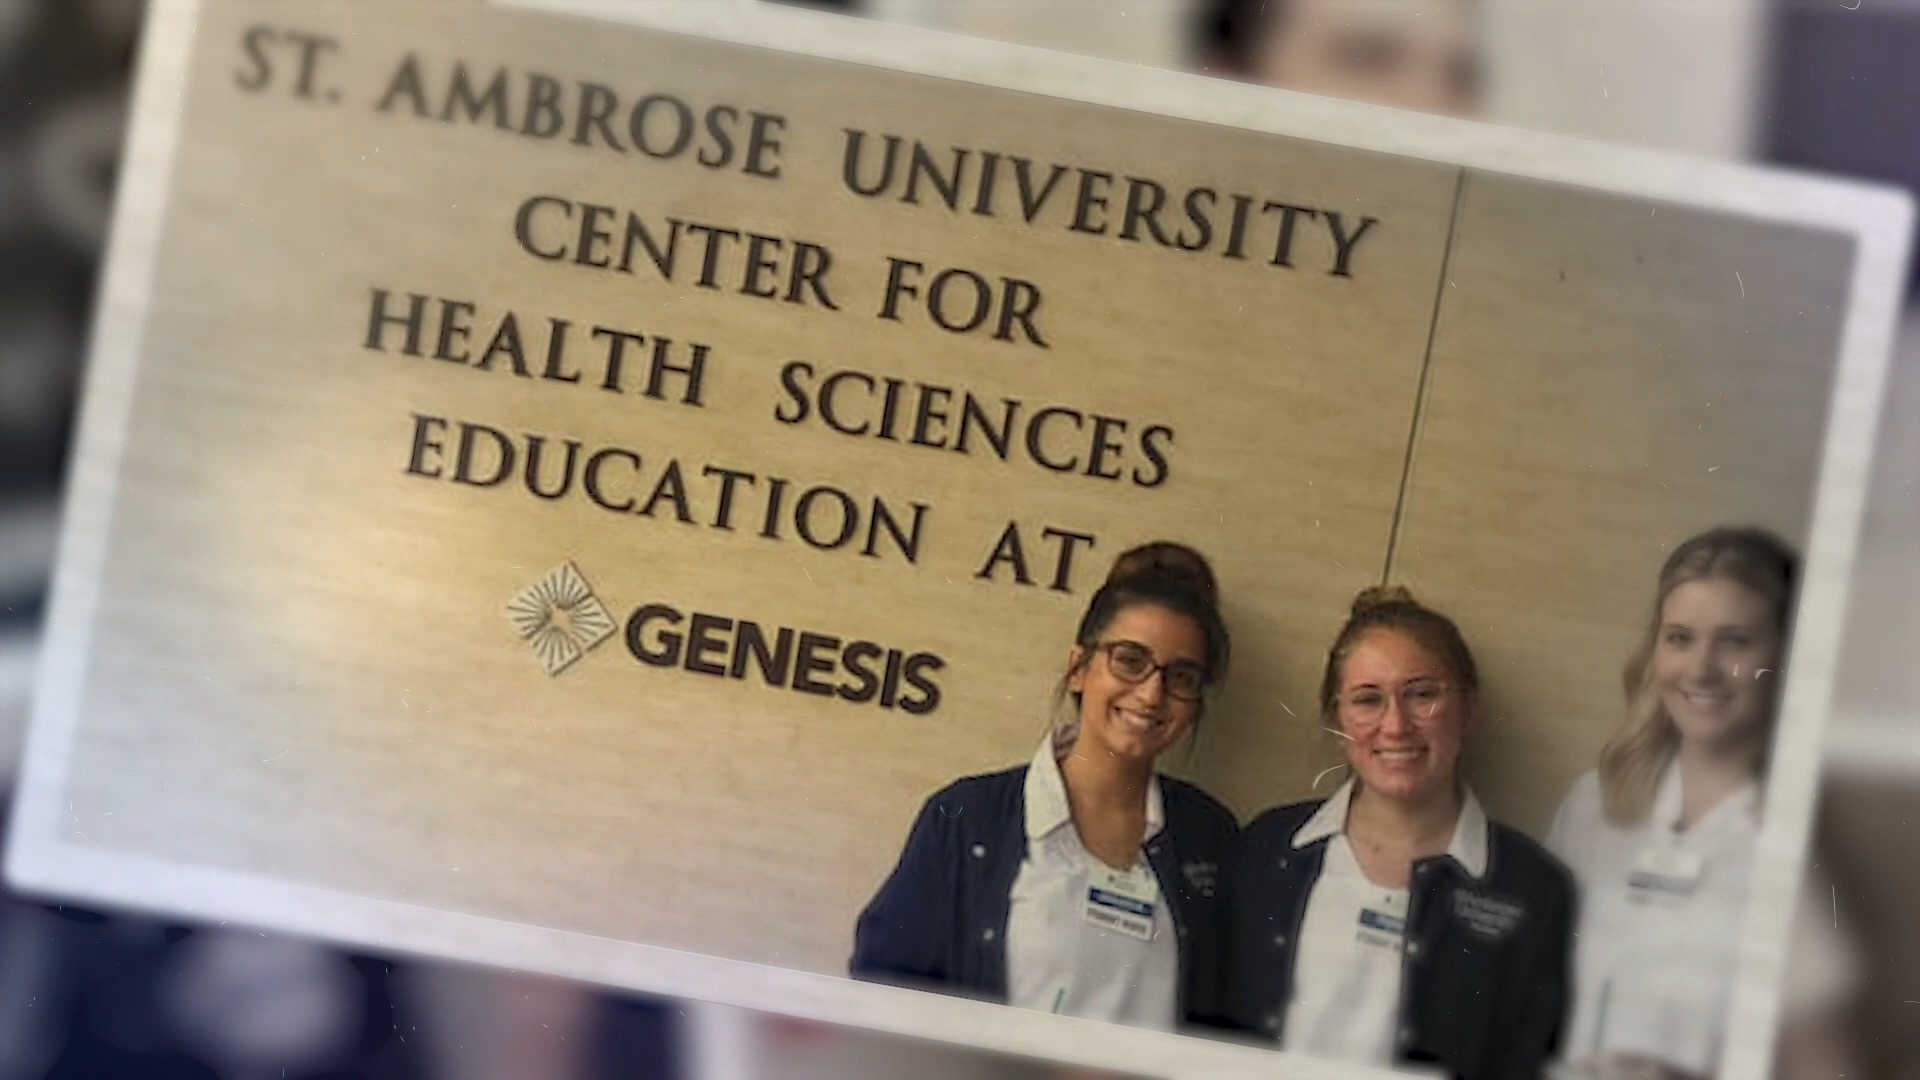 ST. AMBROSE UNIVERSITY
CENTER FOR
HEALTH SCIENCES
EDUCATION AT
GENESIS